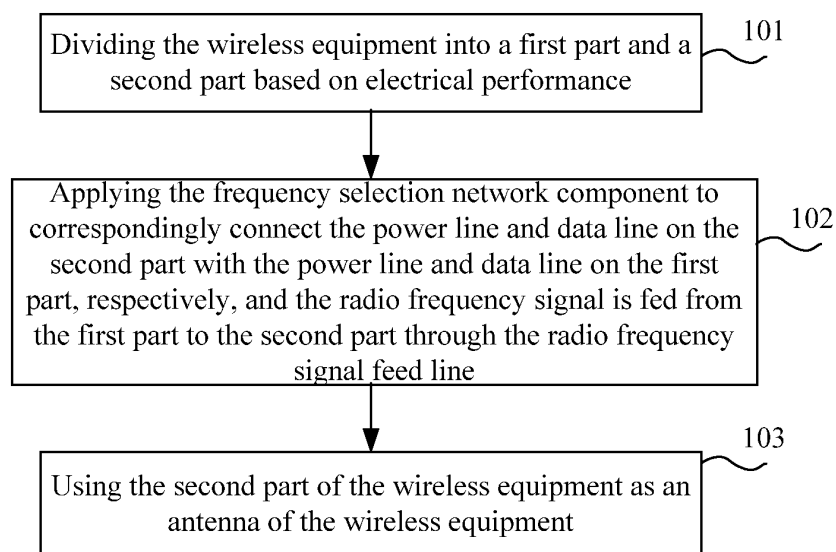 Dividing the wireless equipment into a first part and a
second part based on electrical performance
101
Applying the frequency selection network component to
correspondingly connect the power line and data line on the
second part with the power line and data line on the first
part, respectively, and the radio frequency signal is fed from
the first part to the second part through the radio frequency
signal feed line
102
Using the second part of the wireless equipment as an
antenna of the wireless equipment
103